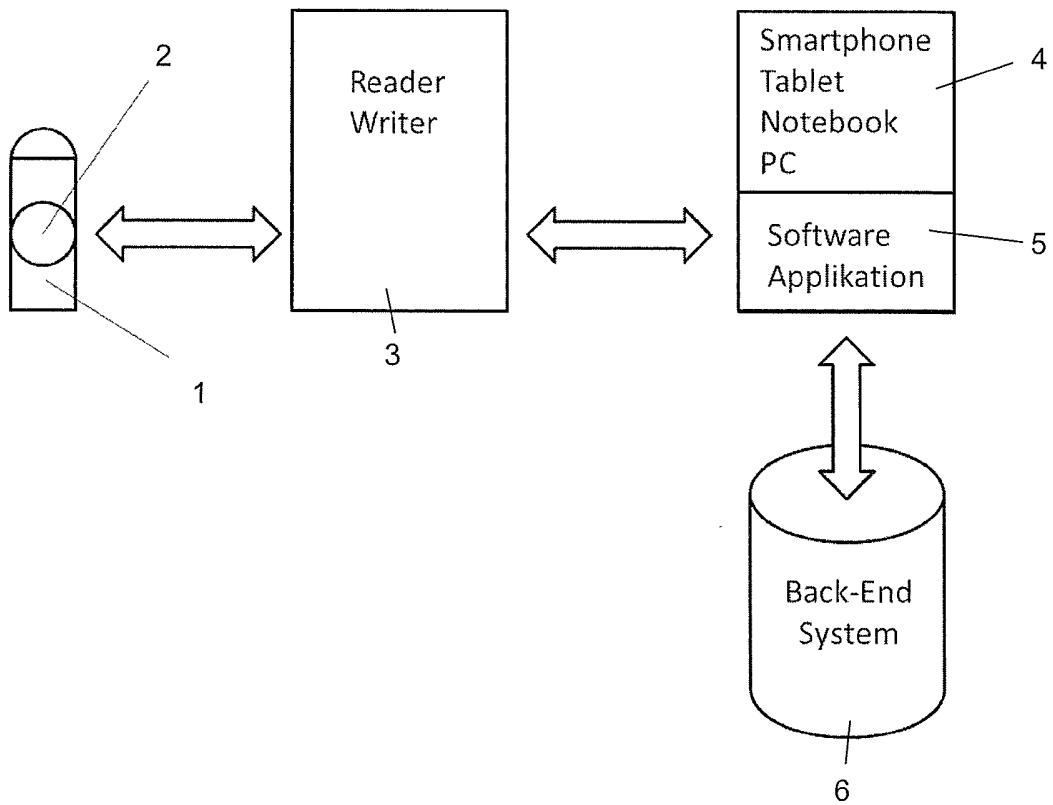 2
Reader
Writer
Smartphone
Tablet
Notebook
PC
4
Software
Applikation
5
3
1
Back-End
System
6